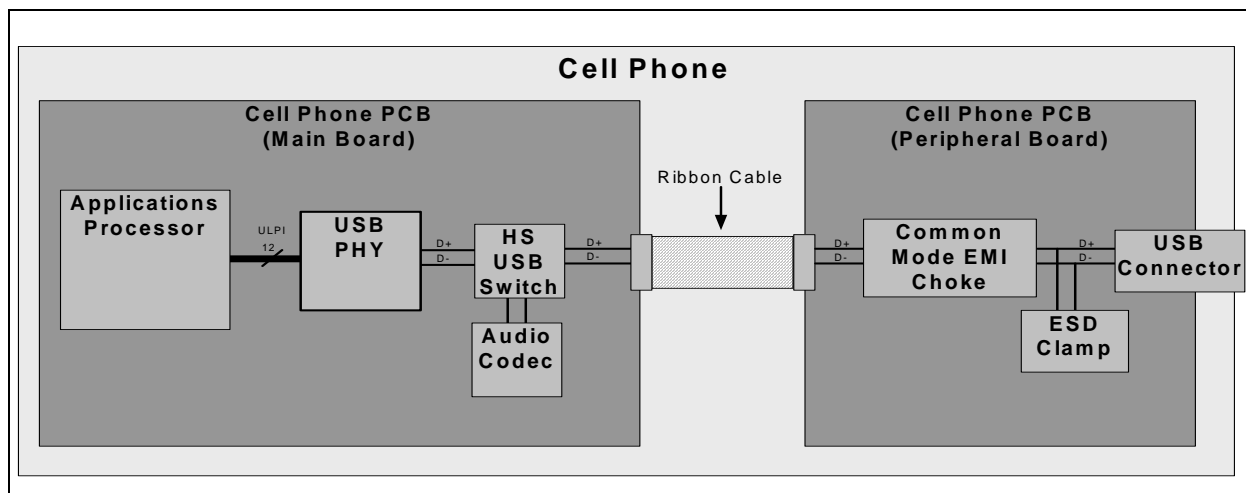 Cell Phone
Cell Phone PCB
(Main Board)
Cell Phone PCB
(Peripheral Board)
Ribbon Cable
Applications
Processor
ULPI
12
USB
PHY
D+
D-
HS
USB
Switch
D+
D-
Audio
Codec
D+
D-
Common
Mode EMI
Choke
D+
D-
USB
Connector
ESD
Clamp